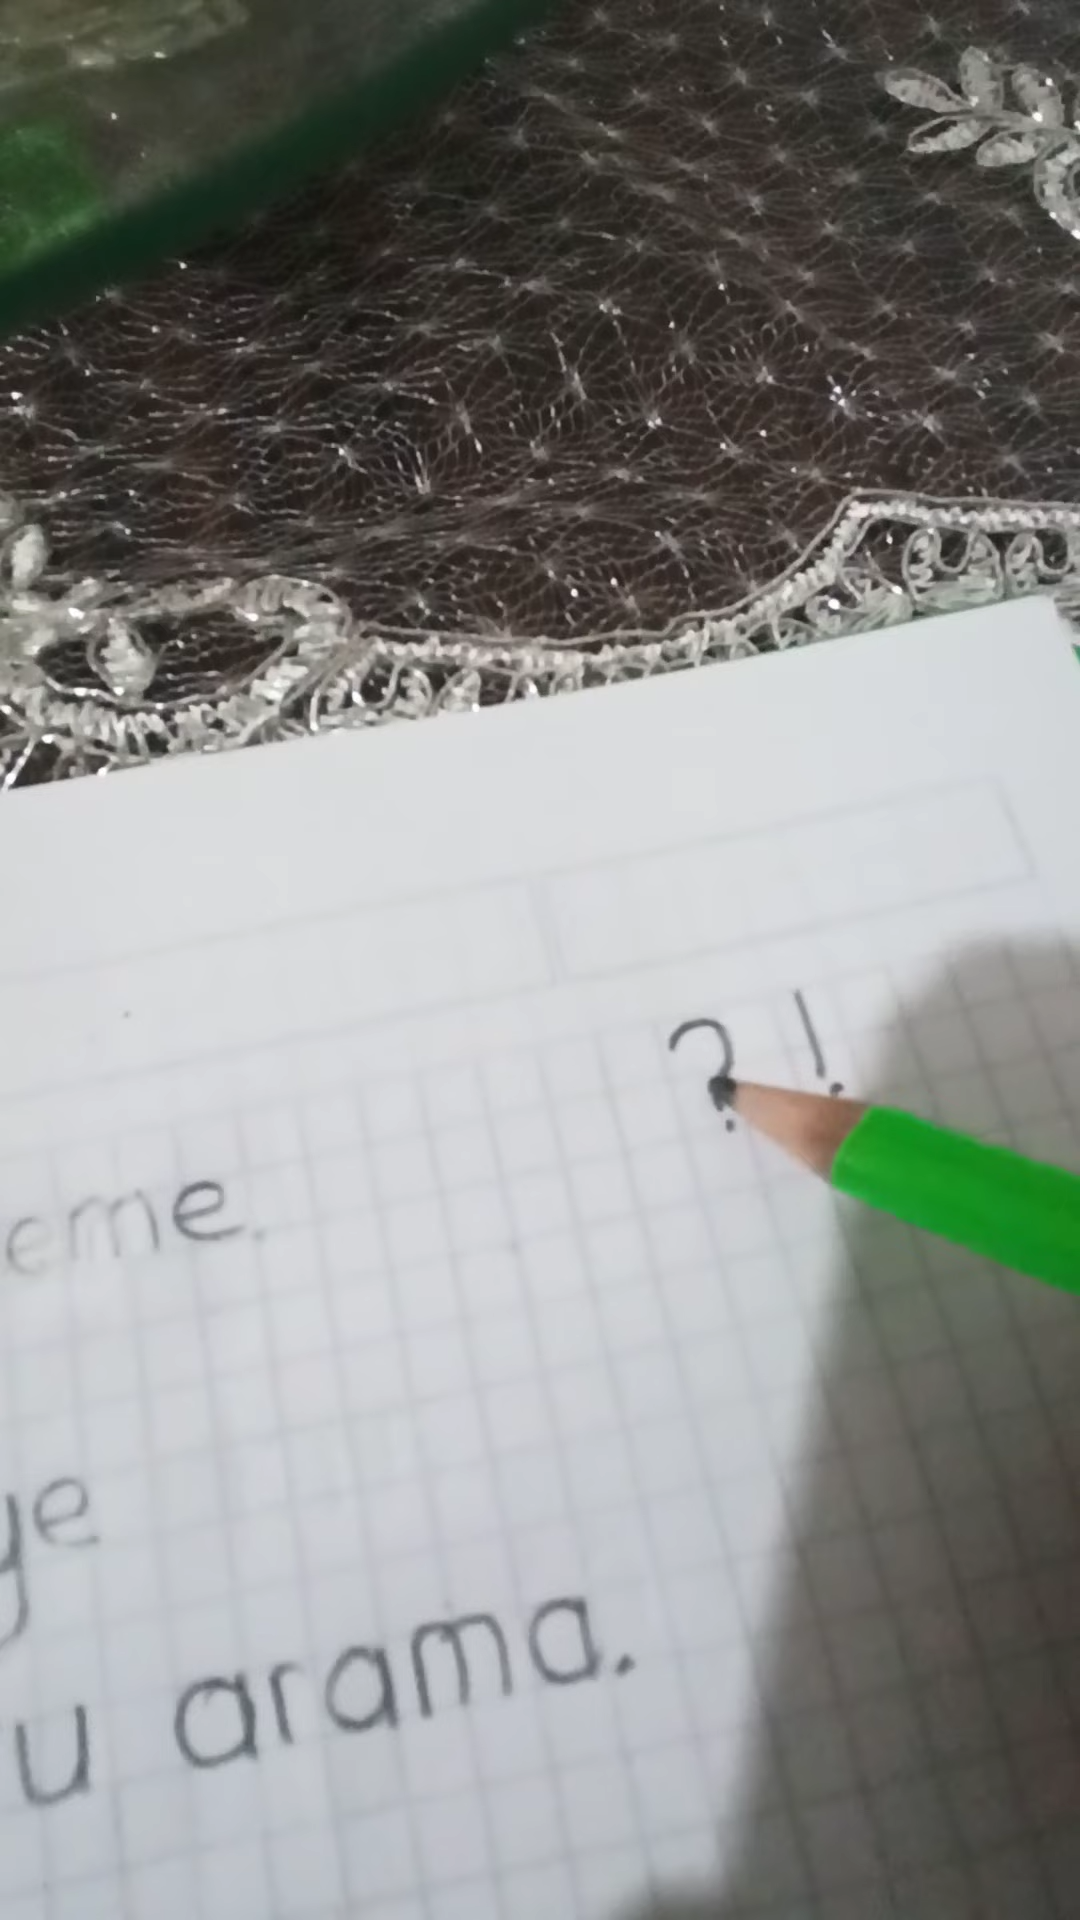 ? !
eme.
ye
u arama.